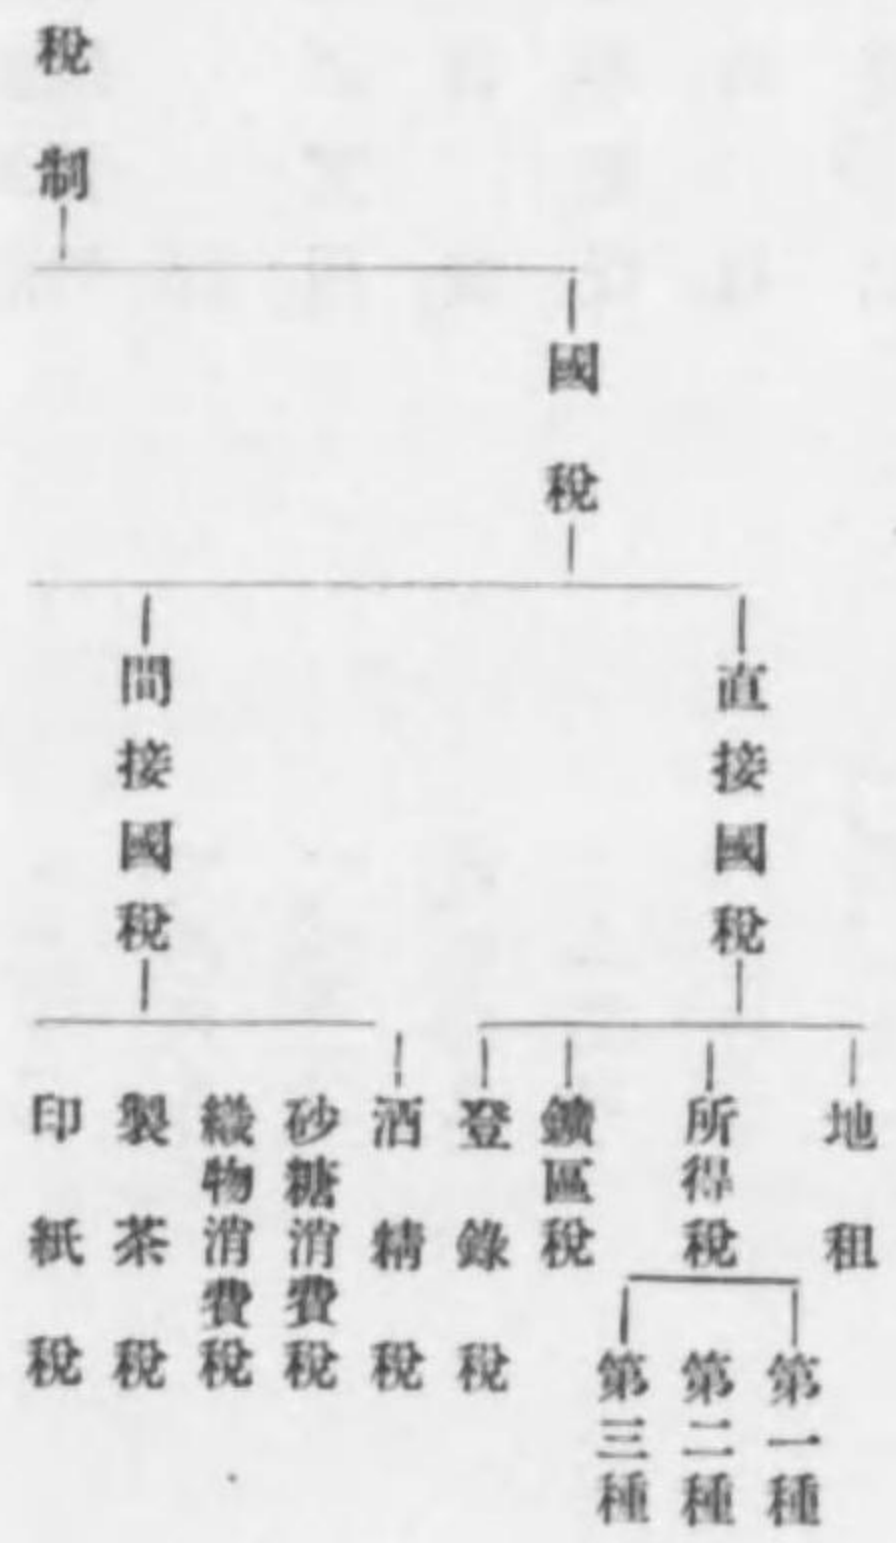 稅制
國稅
直接國稅
地租
所得稅
第一種
第二種
第三種
鑛區稅
登錄稅
間接國稅
酒精稅
砂糖消費稅
織物消費稅
製茶稅
印紙稅